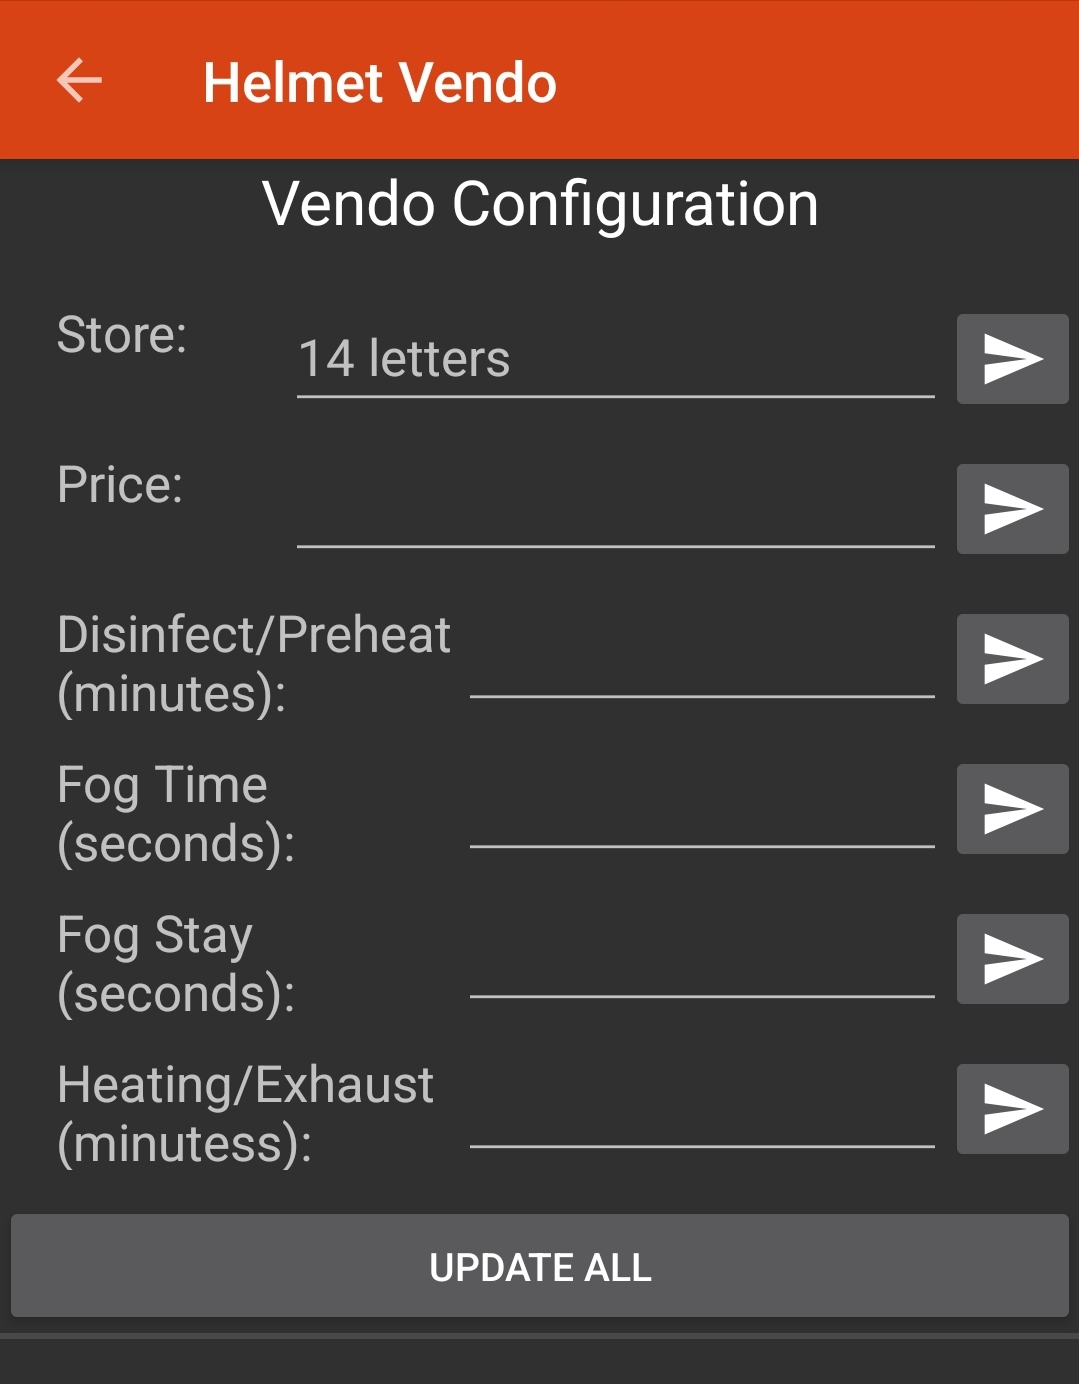 Helmet Vendo
Vendo Configuration
Store:
14 letters
Price:
Disinfect/Preheat
(minutes):
Fog Time
(seconds):
Fog Stay
(seconds):
Heating/Exhaust
(minutess):
UPDATE ALL